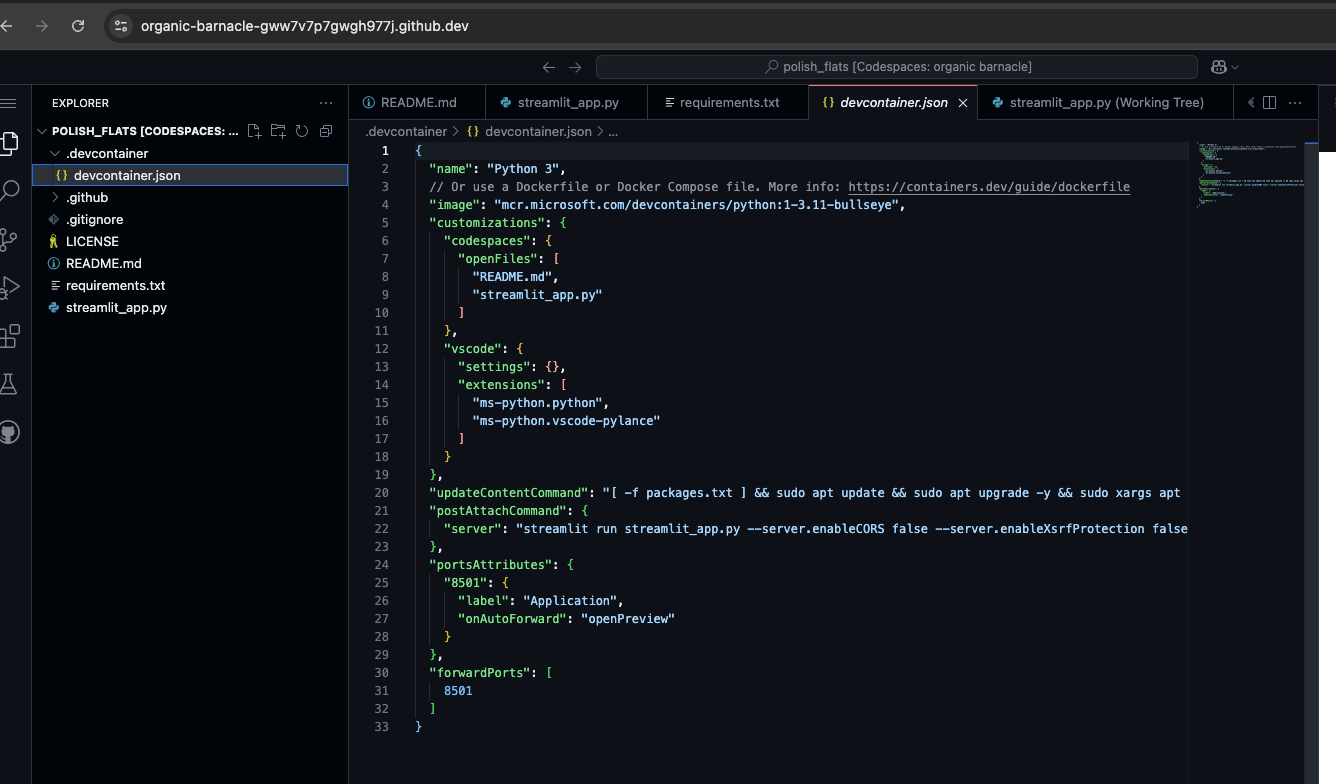 organic-barnacle-gww7v7p7gwgh977j.github.dev
polish_flats [Codespaces: organic barnacle]
EXPLORER
POLISH_FLATS [CODESPACES: ...
.devcontainer
{} devcontainer.json
.github
.gitignore
LICENSE
README.md
requirements.txt
streamlit_app.py
README.md
streamlit_app.py
requirements.txt
{} devcontainer.json
streamlit_app.py (Working Tree)
.devcontainer > {} devcontainer.json > ...
1 {
2 "name": "Python 3",
3 // Or use a Dockerfile or Docker Compose file. More info: https://containers.dev/guide/dockerfile
4 "image": "mcr.microsoft.com/devcontainers/python:1-3.11-bullseye",
5 "customizations": {
6 "codespaces": {
7 "openFiles": [
8 "README.md",
9 "streamlit_app.py"
10 ]
11 },
12 "vscode": {
13 "settings": {},
14 "extensions": [
15 "ms-python.python",
16 "ms-python.vscode-pylance"
17 ]
18 }
19 },
20 "updateContentCommand": "[ -f packages.txt ] && sudo apt update && sudo apt upgrade -y && sudo xargs apt
21 "postAttachCommand": {
22 "server": "streamlit run streamlit_app.py --server.enableCORS false --server.enableXsrfProtection false
23 },
24 "portsAttributes": {
25 "8501": {
26 "label": "Application",
27 "onAutoForward": "openPreview"
28 }
29 },
30 "forwardPorts": [
31 8501
32 ]
33 }